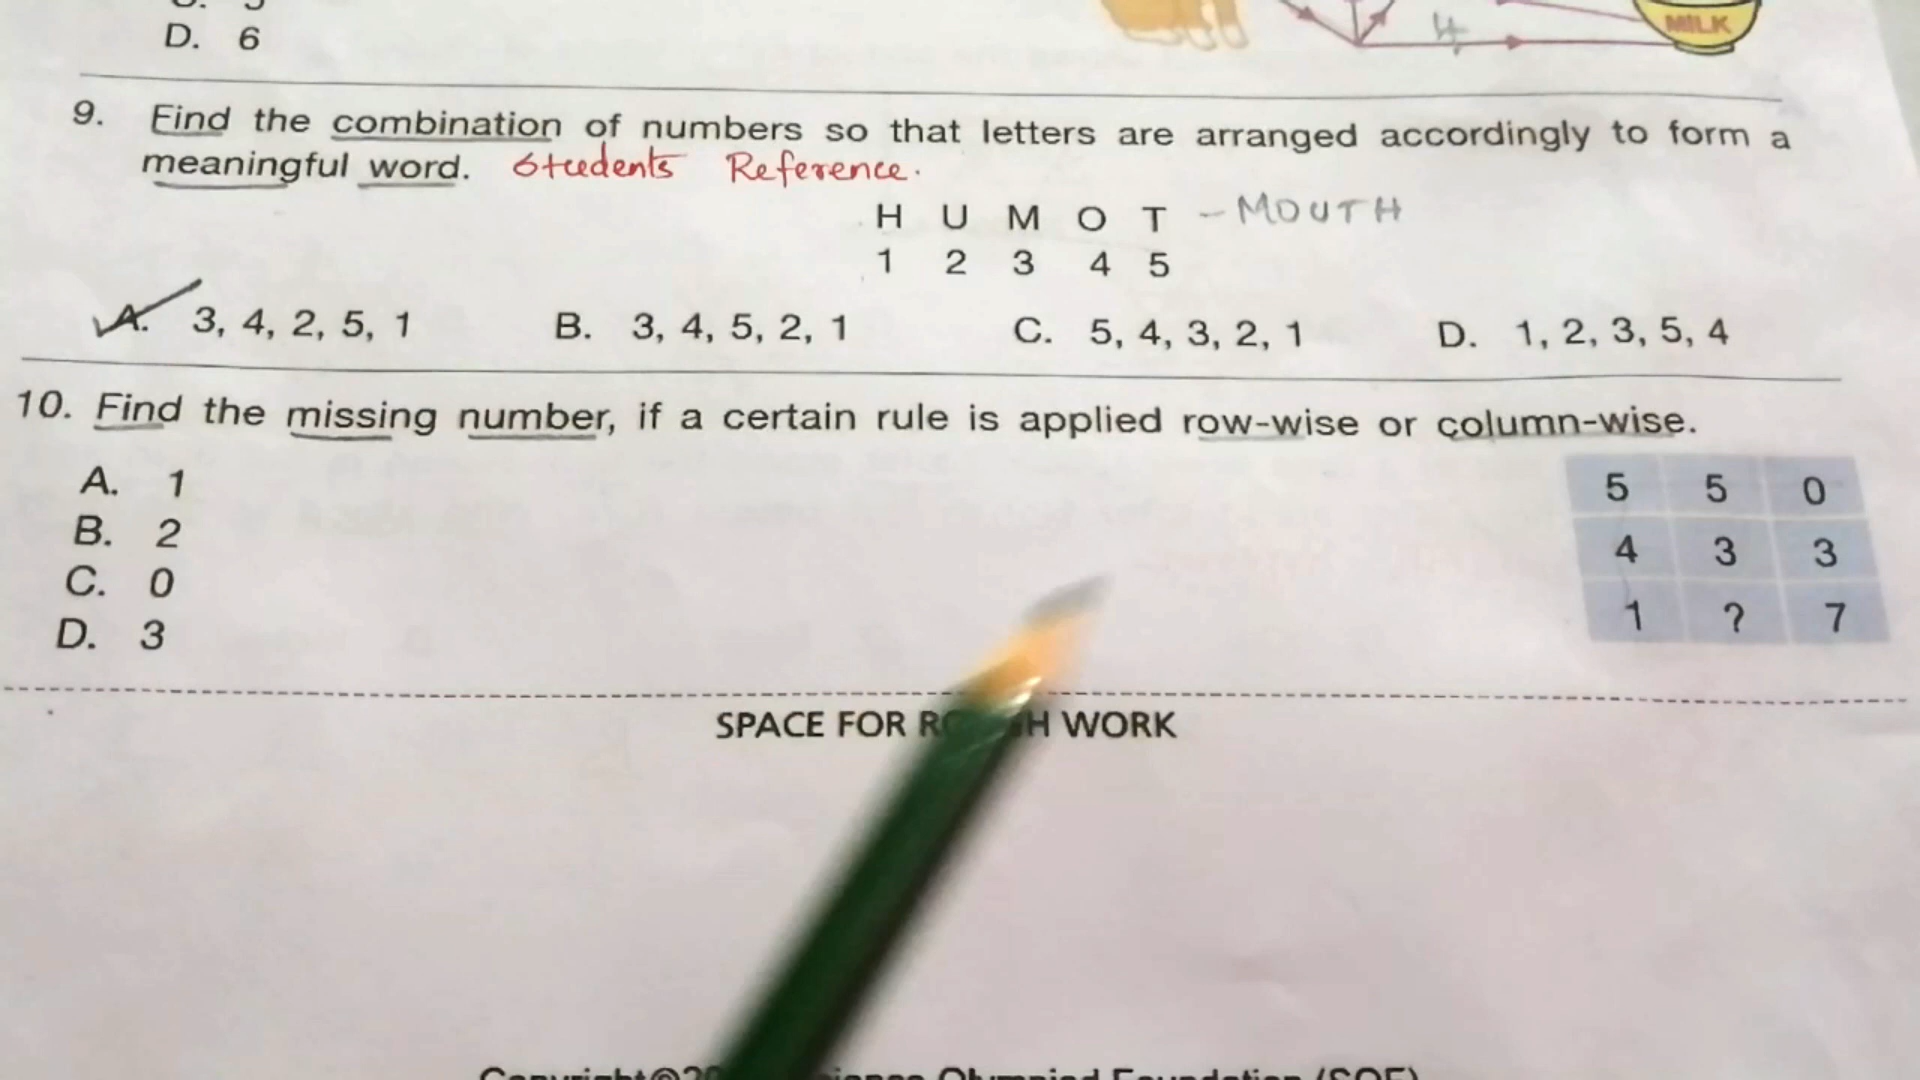 D. 6
MILK
4
9. Find the combination of numbers so that letters are arranged accordingly to form a
meaningful word. Students Reference.
H U M O T - MOUTH
1 2 3 4 5
A. 3, 4, 2, 5, 1 B. 3, 4, 5, 2, 1 C. 5, 4, 3, 2, 1 D. 1, 2, 3, 5, 4
10. Find the missing number, if a certain rule is applied row-wise or column-wise.
A. 1
B. 2
C. 0
D. 3
5 5 0
4 3 3
1 ? 7
SPACE FOR WORK
Olympiad Foundation (SOF)